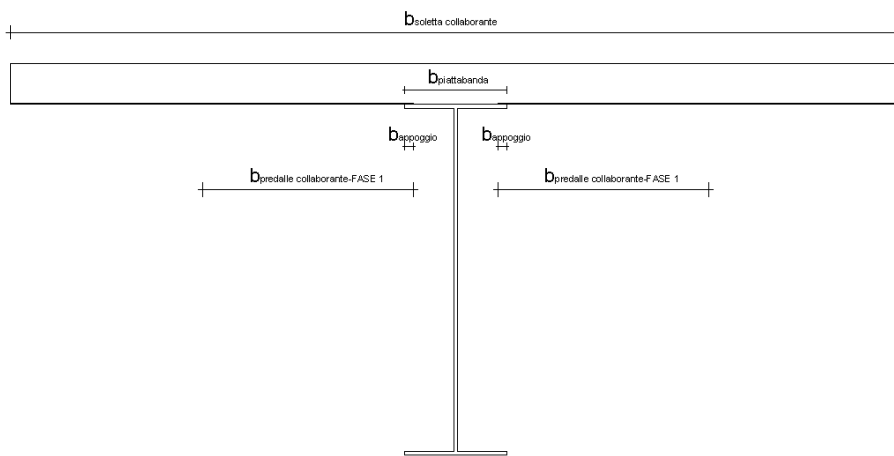 bsoletta collaborante
bpiattabanda
bappoggio bappoggio
bpredalle collaborante-FASE 1 bpredalle collaborante-FASE 1